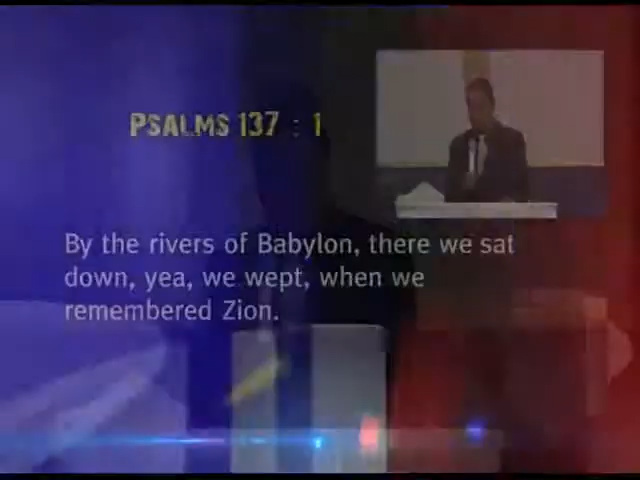 PSALMS 137 : 1
By the rivers of Babylon, there we sat
down, yea, we wept, when we
remembered Zion.